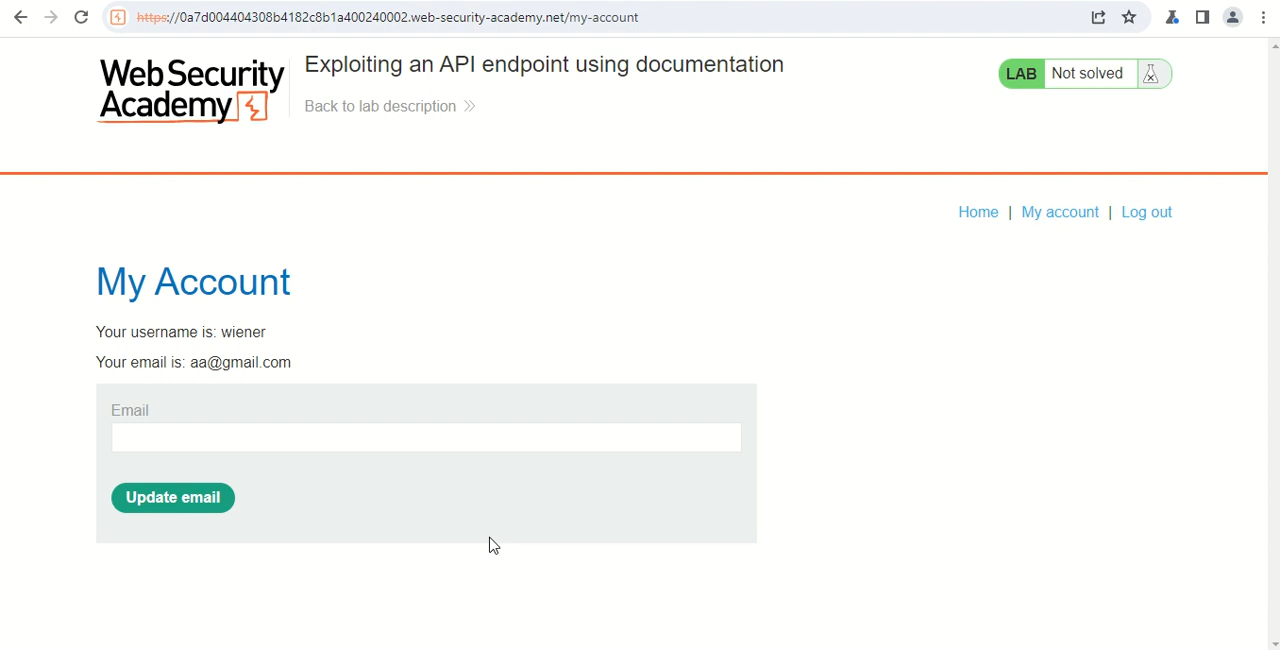 https://0a7d004404308b4182c8b1a400240002.web-security-academy.net/my-account
Web Security
Academy
Exploiting an API endpoint using documentation
Back to lab description
LAB Not solved
Home | My account | Log out
My Account
Your username is: wiener
Your email is: aa@gmail.com
Email
Update email